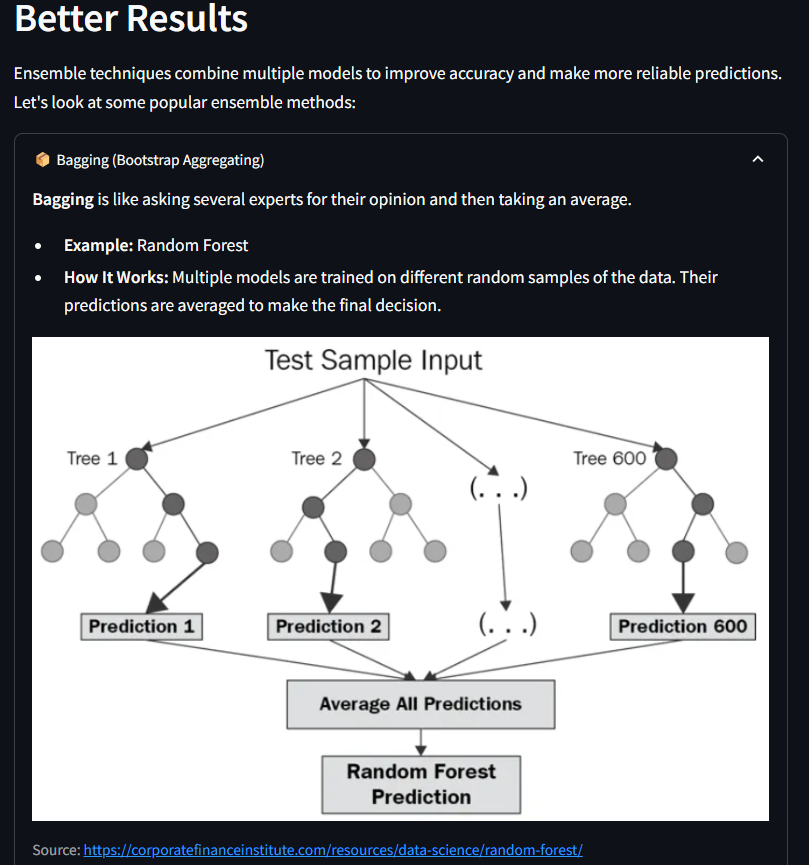 Better Results
Ensemble techniques combine multiple models to improve accuracy and make more reliable predictions.
Let's look at some popular ensemble methods:
📦 Bagging (Bootstrap Aggregating)
Bagging is like asking several experts for their opinion and then taking an average.
• Example: Random Forest
• How It Works: Multiple models are trained on different random samples of the data. Their
predictions are averaged to make the final decision.
Test Sample Input
Tree 1
Tree 2
(. . .)
Tree 600
Prediction 1
Prediction 2
(. . .)
Prediction 600
Average All Predictions
Random Forest
Prediction
Source: https://corporatefinanceinstitute.com/resources/data-science/random-forest/